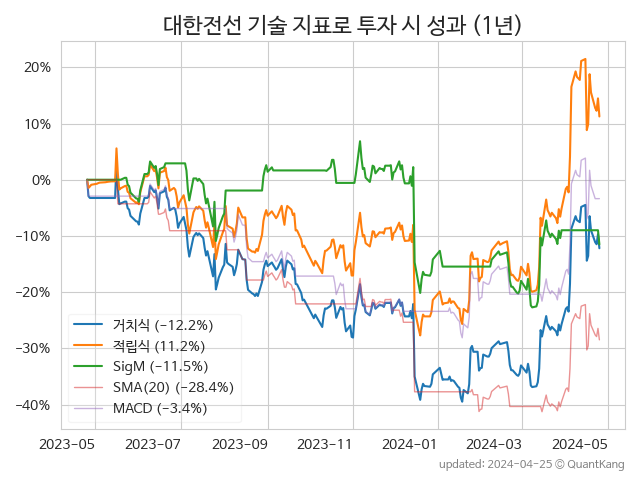 대한전선 기술 지표로 투자 시 성과 (1년)
20%
10%
0%
−10%
−20%
−30%
−40%
거치식 (−12.2%)
적립식 (11.2%)
SigM (−11.5%)
SMA(20) (−28.4%)
MACD (−3.4%)
2023-05
2023-07
2023-09
2023-11
2024-01
2024-03
2024-05
updated: 2024-04-25 ⓒ QuantKang